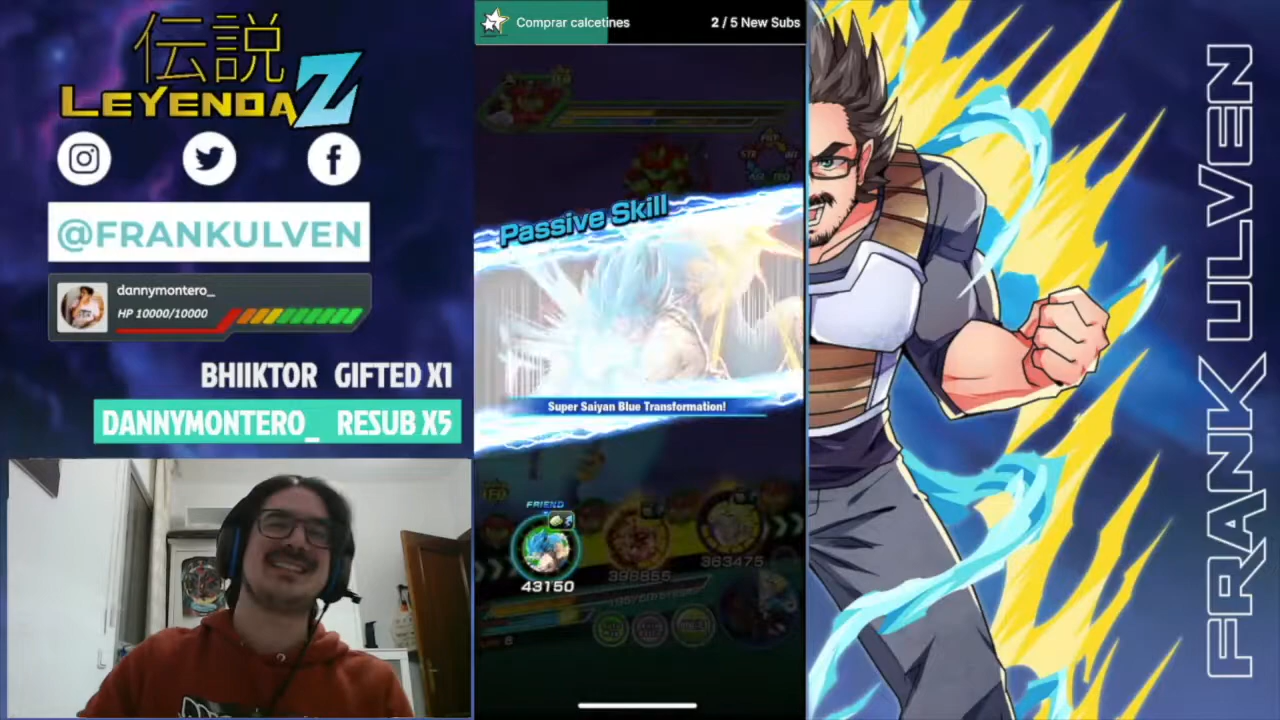 伝説
LEYENDA Z
@FRANKULVEN
dannymontero_
HP 10000/10000
BHIIKTOR GIFTED X1
DANNYMONTERO_ RESUB X5
Comprar calcetines
2 / 5 New Subs
Passive Skill
Super Saiyan Blue Transformation!
FRIEND
43150
398855
363475
FRANK ULVEN